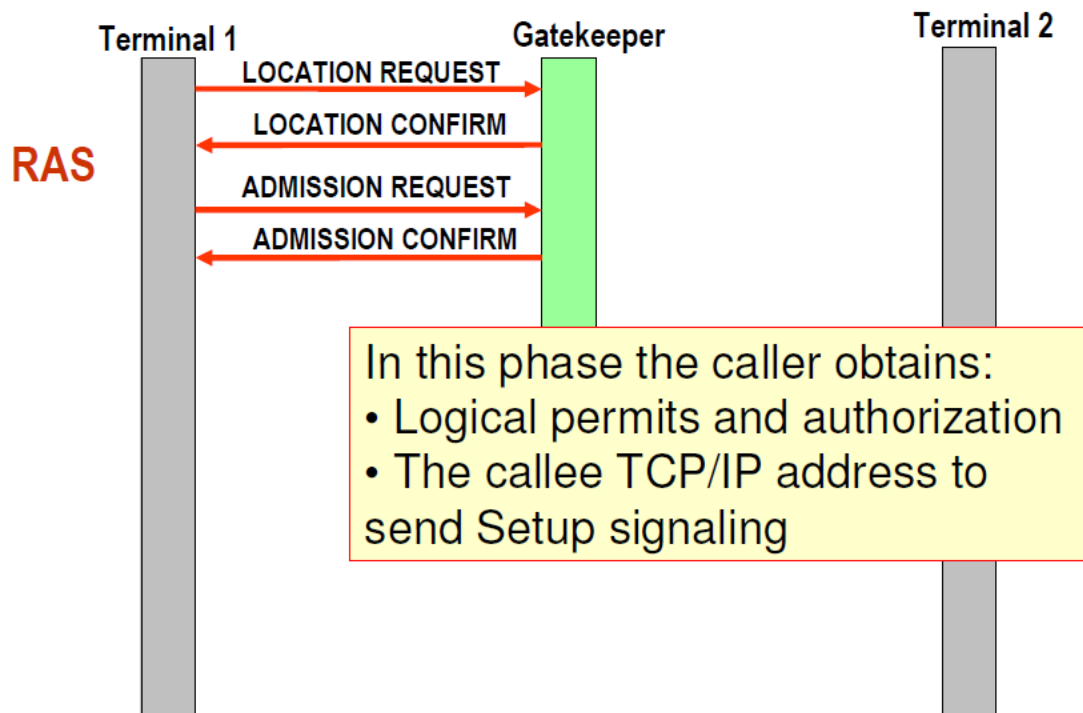 Terminal 1
Gatekeeper
Terminal 2
LOCATION REQUEST
LOCATION CONFIRM
RAS
ADMISSION REQUEST
ADMISSION CONFIRM
In this phase the caller obtains:
• Logical permits and authorization
• The callee TCP/IP address to
send Setup signaling